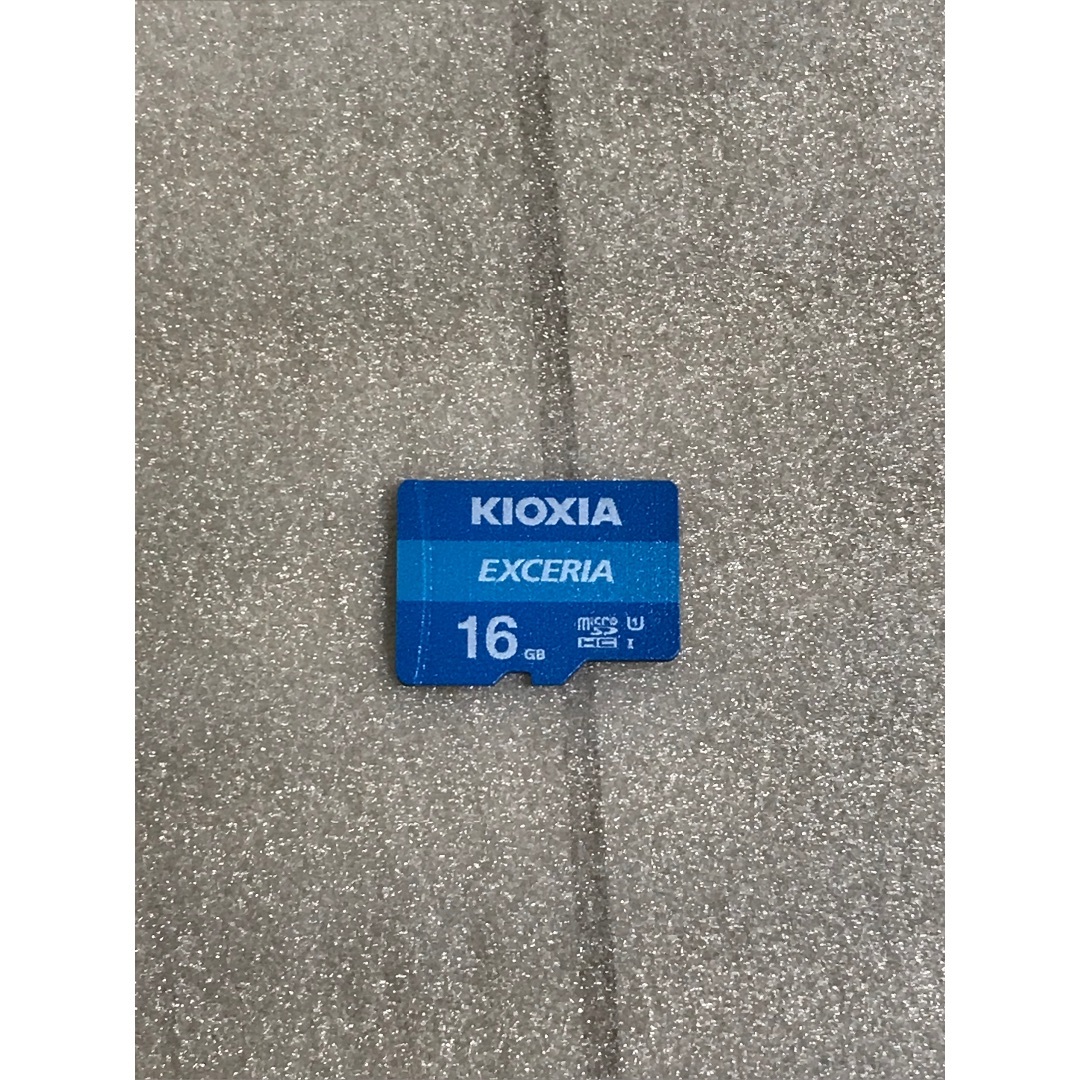 KIOXIA
EXCERIA
16 GB
micro SD HC U1 I